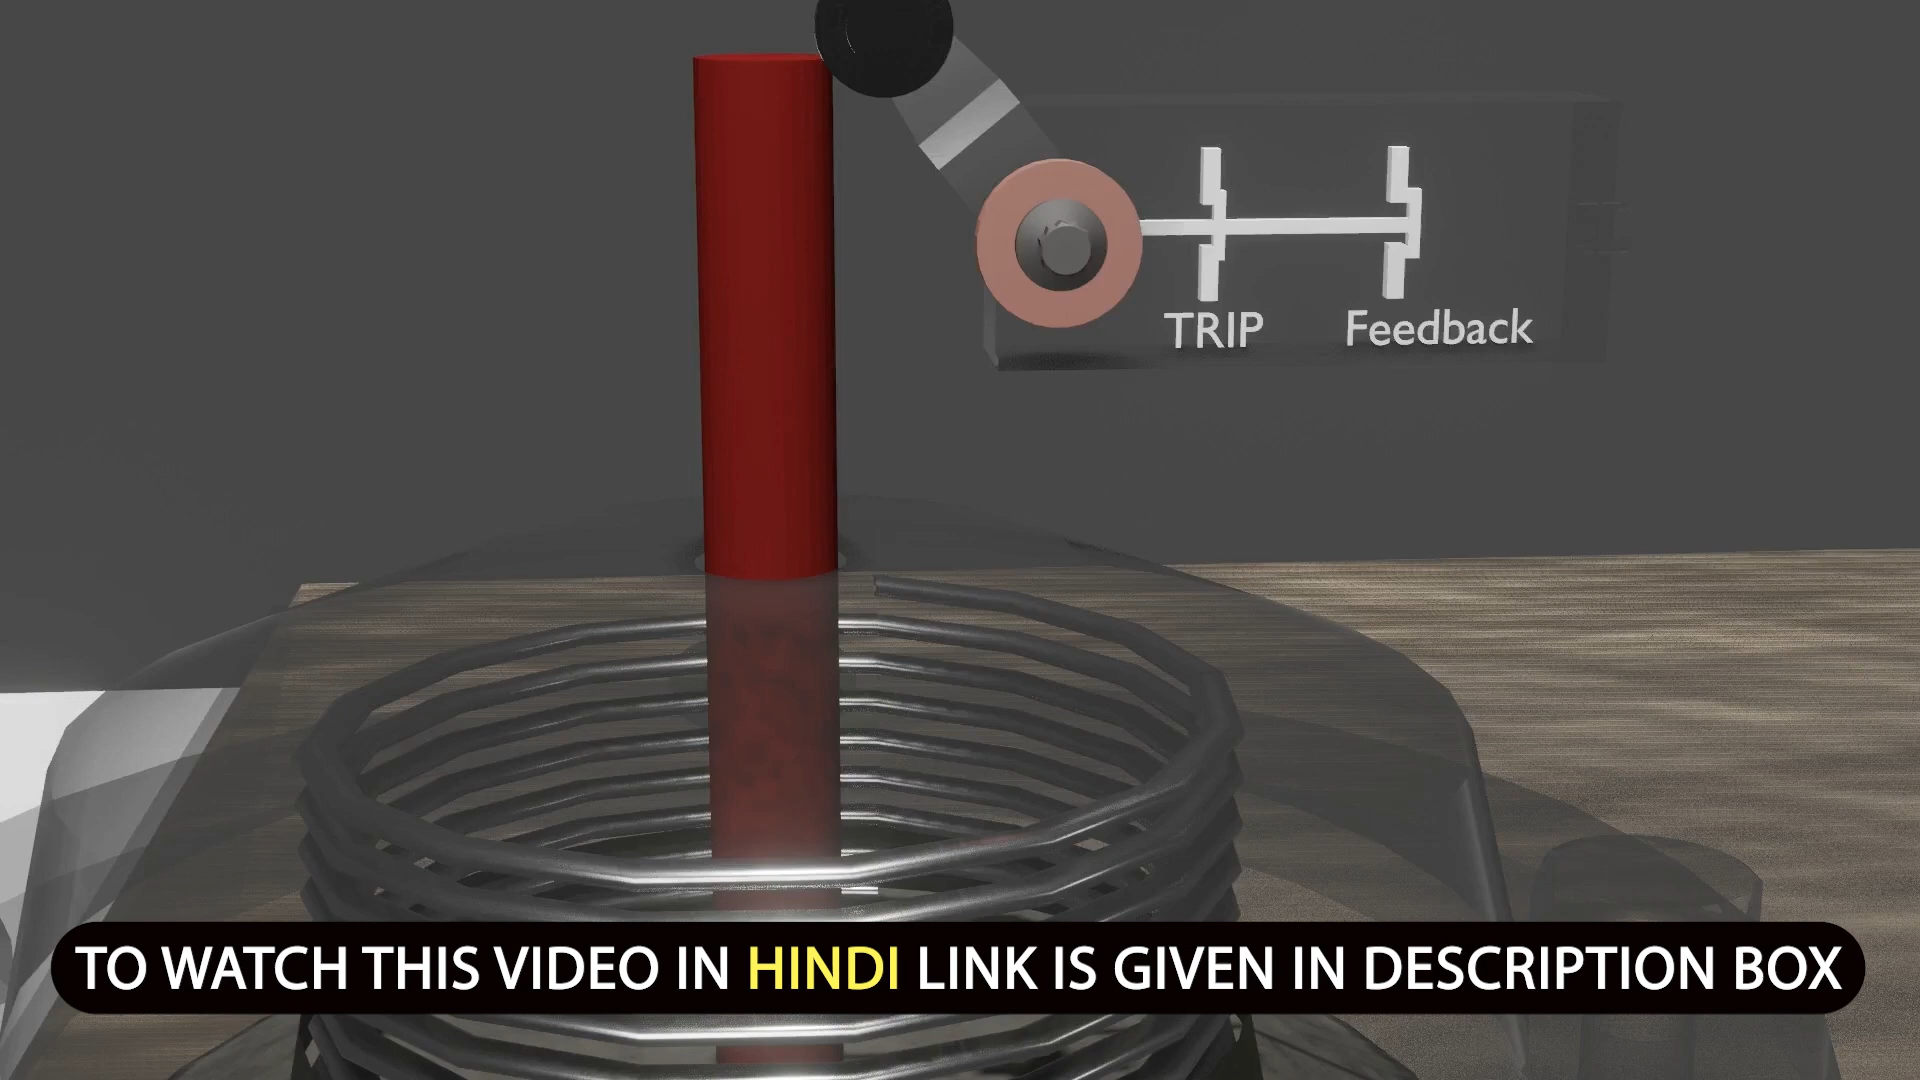 TRIP
Feedback
TO WATCH THIS VIDEO IN HINDI LINK IS GIVEN IN DESCRIPTION BOX